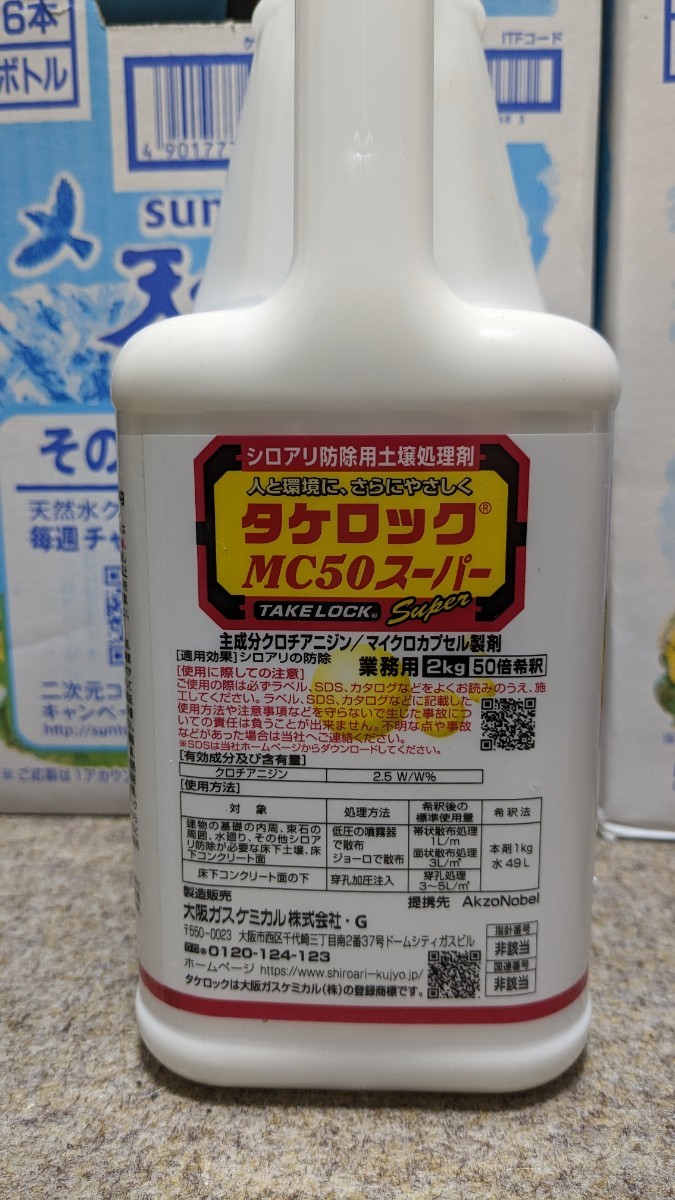 6本
ボトル
ITFコード
4 90177
sun
天
その
天然水ク
毎週チャ
二次元コ
キャンペ
http://sunto
※ご応募は1アカウン
シロアリ防除用土壌処理剤
人と環境に、さらにやさしく
タケロック®
MC50スーパー
TAKELOCK® Super
主成分クロチアニジン/マイクロカプセル製剤
[適用効果]シロアリの防除
業務用 2kg 50倍希釈
[使用に際しての注意]
ご使用の際は必ずラベル、SDS、カタログなどをよくお読みのうえ、施
工してください。ラベル、SDS、カタログなどに記載した
使用方法や注意事項などを守らないで生じた事故につ
いての責任は負うことが出来ません。不明な点や事故
などがあった場合は当社へご連絡ください。
※SDSは当社ホームページからダウンロードしてください。
[有効成分及び含有量]
クロチアニジン 2.5 W/W%
[使用方法]
対象 処理方法 希釈後の標準使用量 希釈法
建物の基礎の内周、束石の
周囲、水廻り、その他シロア
リ防除が必要な床下土壌、床
下コンクリート面
低圧の噴霧器
で散布
ジョーロで散布
帯状散布処理
1L/m
面状散布処理
3L/㎡
本剤1kg
水 49L
床下コンクリート面の下 穿孔加圧注入 穿孔処理
3〜5L/㎡
製造販売
提携先 AkzoNobel
大阪ガスケミカル株式会社・G
〒550-0023 大阪市西区千代崎三丁目南2番37号ドームシティガスビル
0120-124-123
ホームページ https://www.shiroari-kujyo.jp/
タケロックは大阪ガスケミカル(株)の登録商標です。
指針番号
非該当
国連番号
非該当